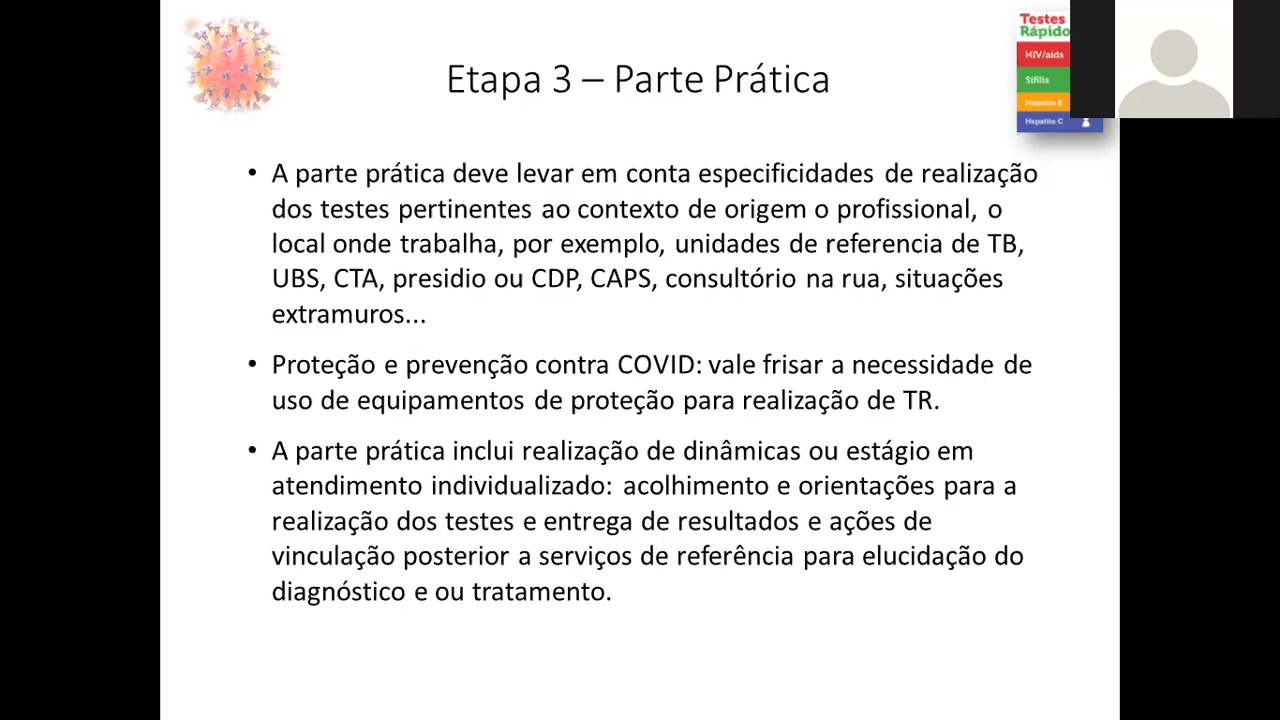 Etapa 3 – Parte Prática
Testes
Rápido
HIV/aids
Sífilis
Hepatite B
Hepatite C
• A parte prática deve levar em conta especificidades de realização
dos testes pertinentes ao contexto de origem o profissional, o
local onde trabalha, por exemplo, unidades de referencia de TB,
UBS, CTA, presidio ou CDP, CAPS, consultório na rua, situações
extramuros...
• Proteção e prevenção contra COVID: vale frisar a necessidade de
uso de equipamentos de proteção para realização de TR.
• A parte prática inclui realização de dinâmicas ou estágio em
atendimento individualizado: acolhimento e orientações para a
realização dos testes e entrega de resultados e ações de
vinculação posterior a serviços de referência para elucidação do
diagnóstico e ou tratamento.